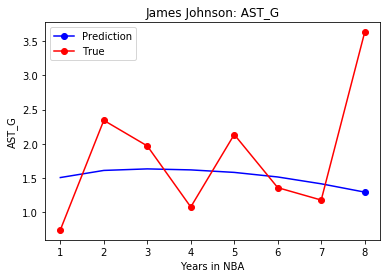 James Johnson: AST_G
Prediction
True
AST_G
3.5
3.0
2.5
2.0
1.5
1.0
1 2 3 4 5 6 7 8
Years in NBA